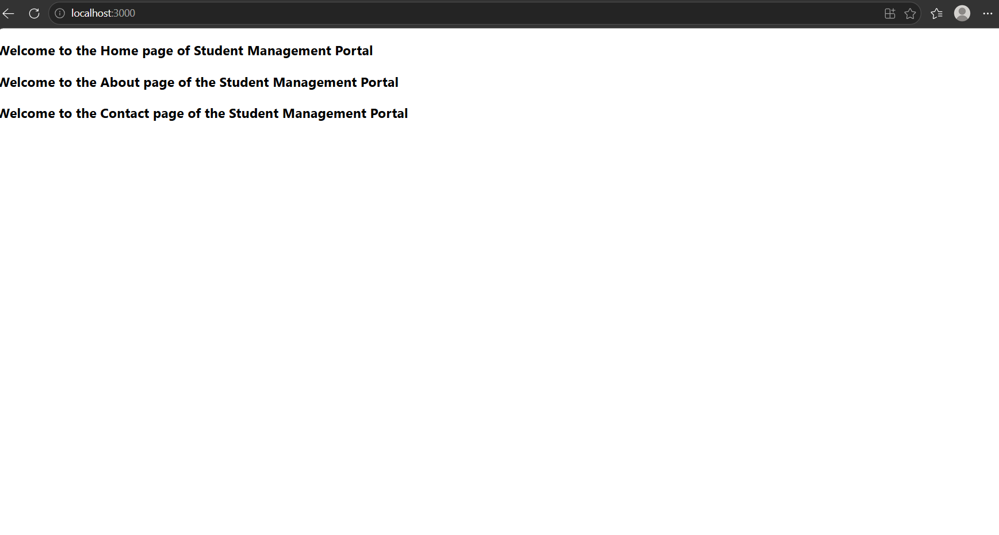 localhost:3000
Welcome to the Home page of Student Management Portal
Welcome to the About page of the Student Management Portal
Welcome to the Contact page of the Student Management Portal